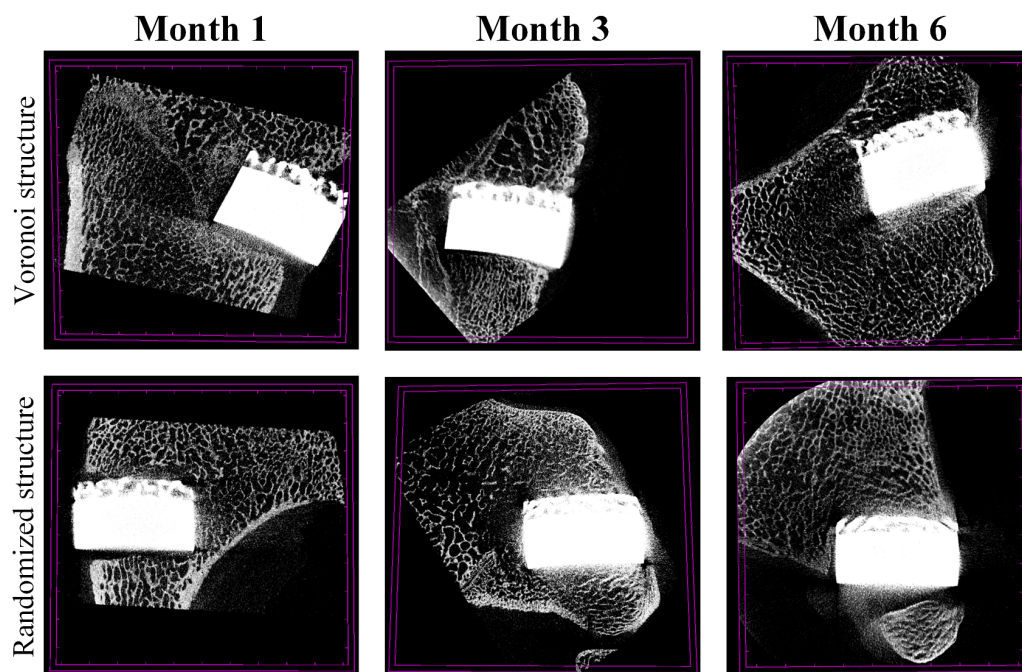 Month 1
Month 3
Month 6
Voronoi structure
Randomized structure